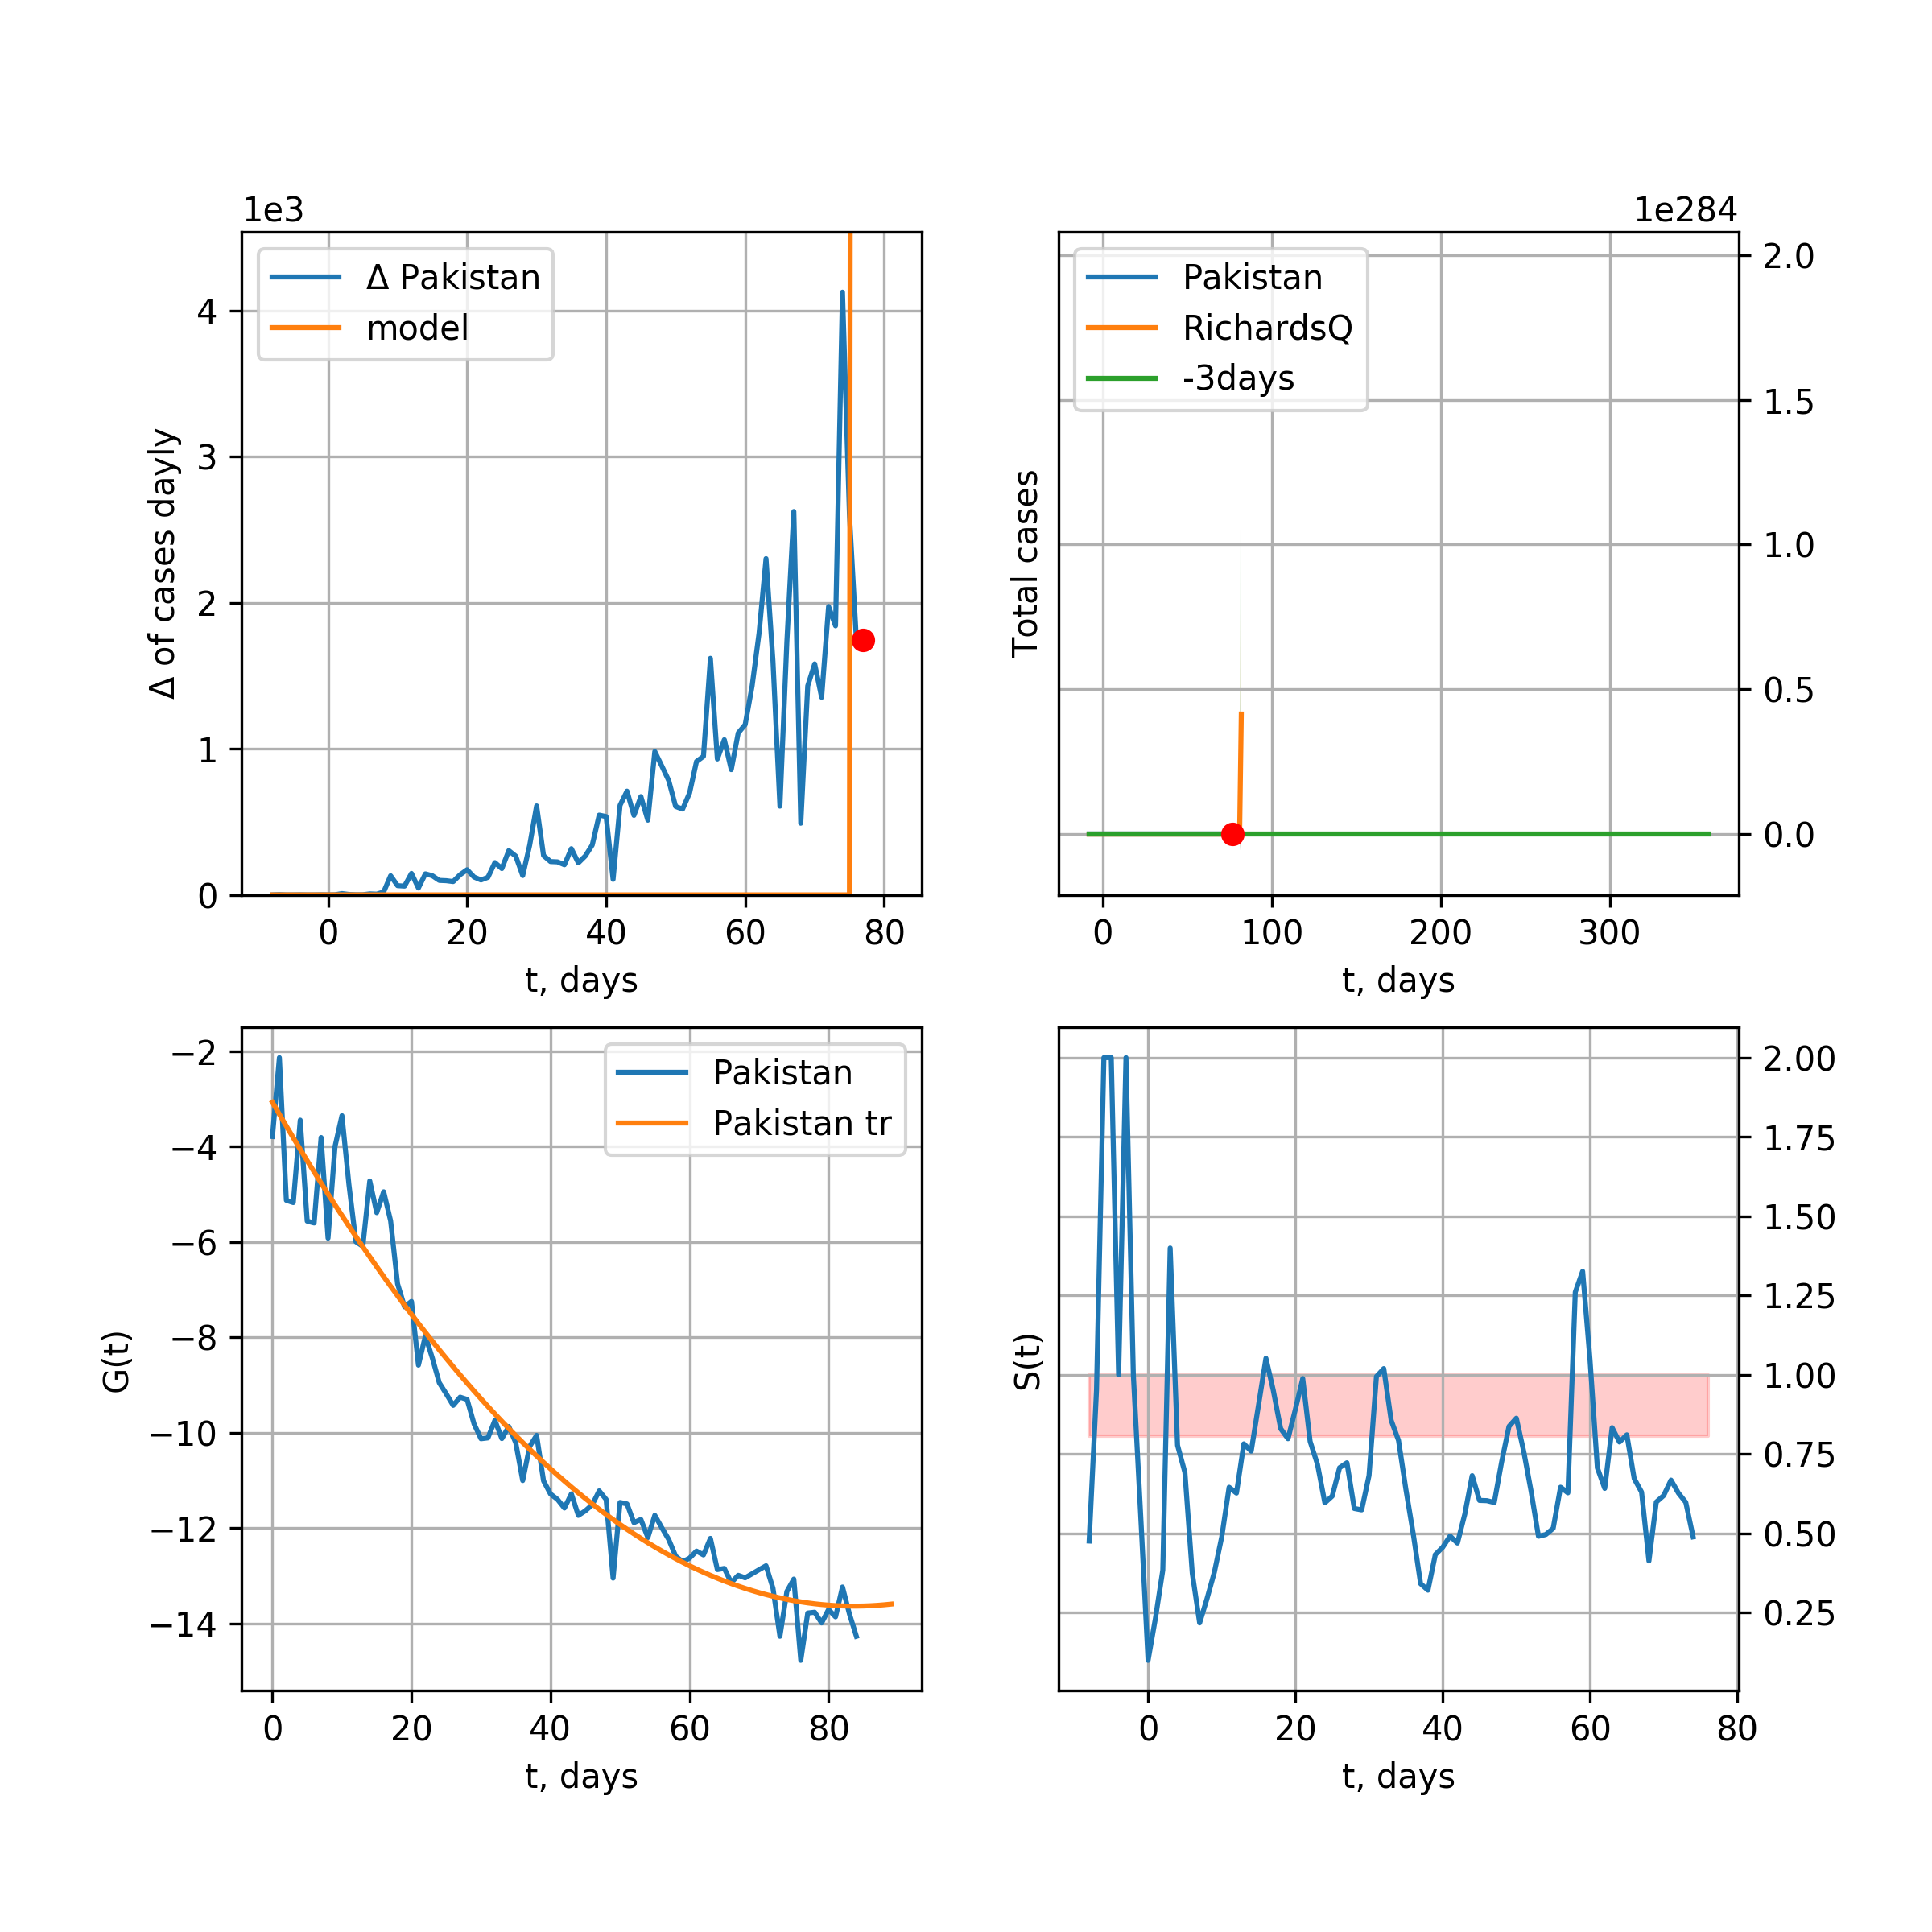 1e3
Δ Pakistan
model
4
3
2
1
0
Δ of cases dayly
0 20 40 60 80
t, days
1e284
Pakistan
RichardsQ
-3days
2.0
1.5
1.0
0.5
0.0
Total cases
0 100 200 300
t, days
Pakistan
Pakistan tr
−2
−4
−6
−8
−10
−12
−14
G(t)
0 20 40 60 80
t, days
2.00
1.75
1.50
1.25
1.00
0.75
0.50
0.25
S(t)
0 20 40 60 80
t, days